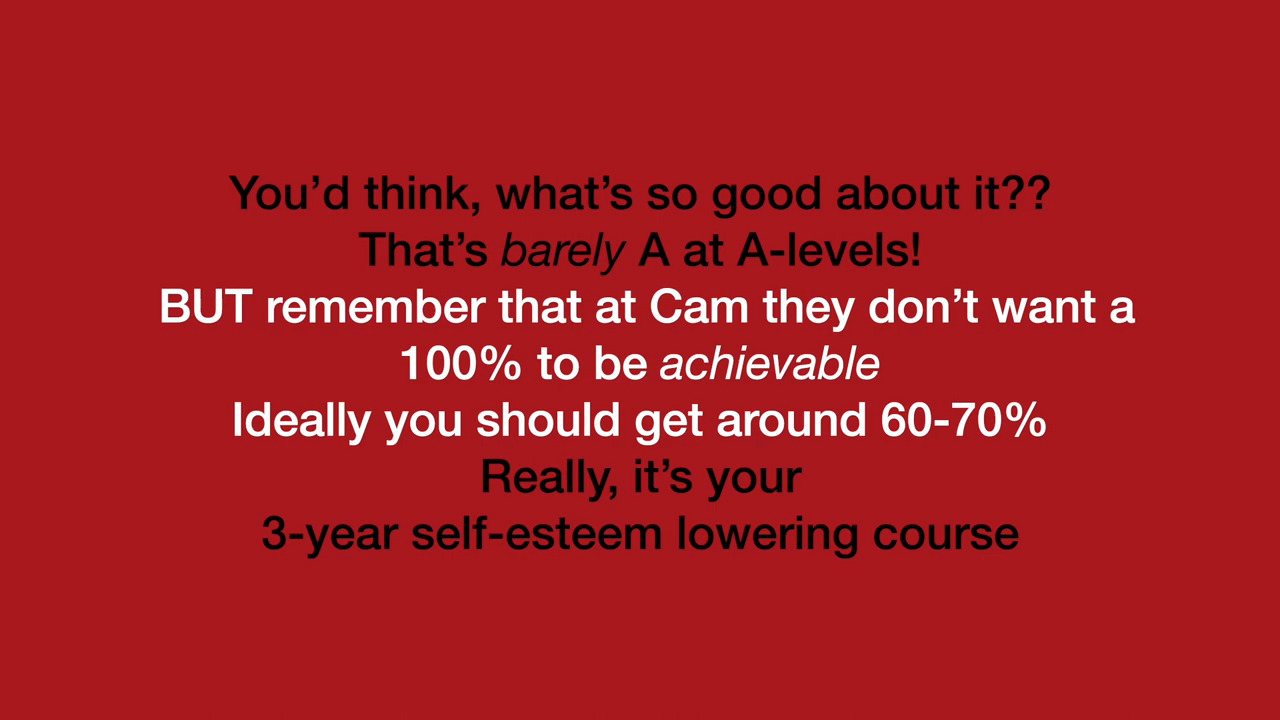 You’d think, what’s so good about it??
That’s barely A at A-levels!
BUT remember that at Cam they don’t want a
100% to be achievable
Ideally you should get around 60-70%
Really, it’s your
3-year self-esteem lowering course